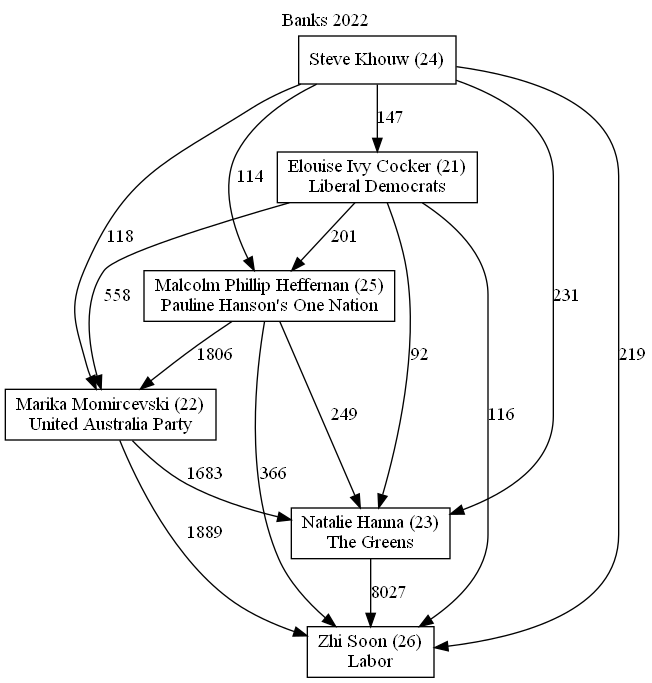 Banks 2022
Steve Khouw (24)
147
Elouise Ivy Cocker (21)
Liberal Democrats
114
118
201
Malcolm Phillip Heffernan (25)
Pauline Hanson's One Nation
558
231
219
1806
92
Marika Momircevski (22)
United Australia Party
249
116
1683
366
Natalie Hanna (23)
The Greens
1889
8027
Zhi Soon (26)
Labor